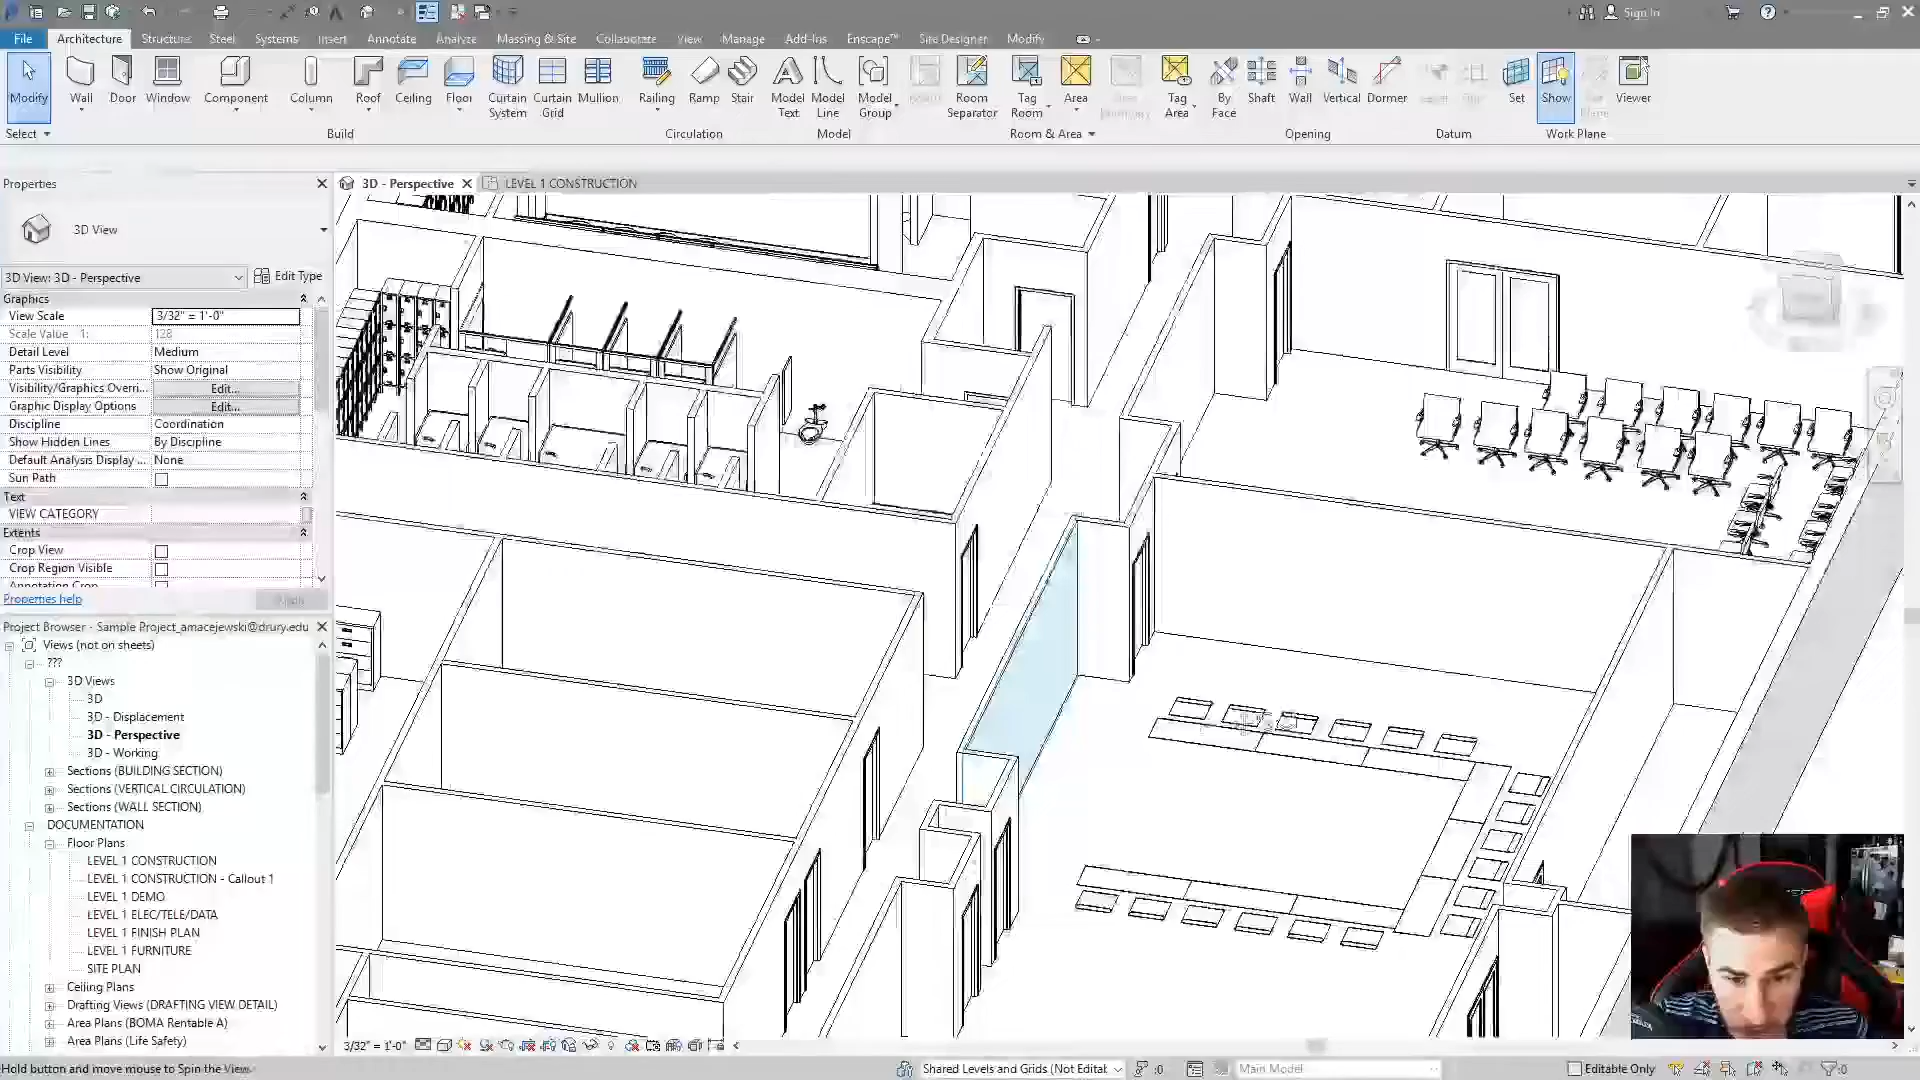 Sign In
File Architecture Structure Steel Systems Insert Annotate Analyze Massing & Site Collaborate View Manage Add-Ins Enscape™ Site Designer Modify
Modify Wall Door Window Component Column Roof Ceiling Floor Curtain System Curtain Grid Mullion Railing Ramp Stair Model Text Model Line Model Group Room Separator Tag Room Area Tag Area By Face Shaft Wall Vertical Dormer Set Show Viewer
Select Build Circulation Model Room & Area Opening Datum Work Plane
Properties
3D - Perspective
LEVEL 1 CONSTRUCTION
3D View
3D View: 3D - Perspective
Edit Type
Graphics
View Scale 3/32" = 1'-0"
Scale Value 1: 128
Detail Level Medium
Parts Visibility Show Original
Visibility/Graphics Overri... Edit...
Graphic Display Options Edit...
Discipline Coordination
Show Hidden Lines By Discipline
Default Analysis Display ... None
Sun Path
Text
VIEW CATEGORY
Extents
Crop View
Crop Region Visible
Annotation Crop
Properties help
Project Browser - Sample Project_amacejewski@drury.edu
Views (not on sheets)
???
3D Views
3D
3D - Displacement
3D - Perspective
3D - Working
Sections (BUILDING SECTION)
Sections (VERTICAL CIRCULATION)
Sections (WALL SECTION)
DOCUMENTATION
Floor Plans
LEVEL 1 CONSTRUCTION
LEVEL 1 CONSTRUCTION - Callout 1
LEVEL 1 DEMO
LEVEL 1 ELEC/TELE/DATA
LEVEL 1 FINISH PLAN
LEVEL 1 FURNITURE
SITE PLAN
Ceiling Plans
Drafting Views (DRAFTING VIEW DETAIL)
Area Plans (BOMA Rentable A)
Area Plans (Life Safety)
3/32" = 1'-0"
Hold button and move mouse to Spin the View.
Shared Levels and Grids (Not Editab
:0
Main Model
Editable Only
:0